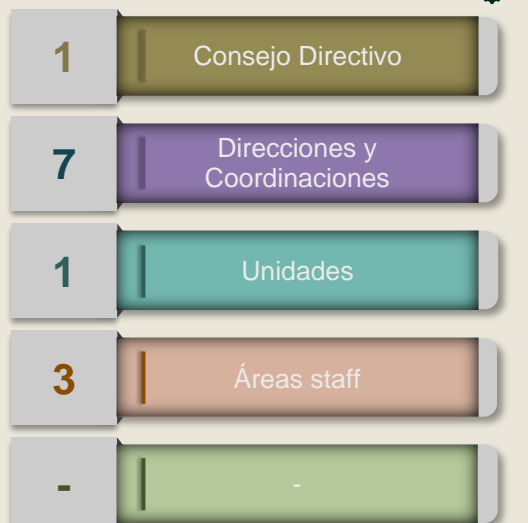 1
Consejo Directivo
7
Direcciones y
Coordinaciones
1
Unidades
3
Áreas staff
-
-